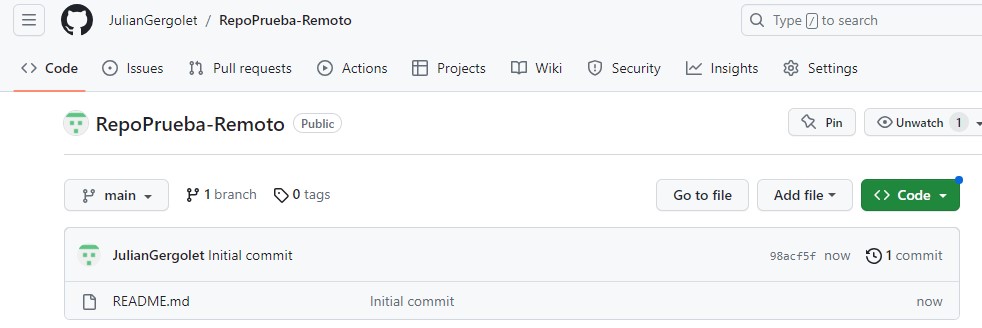 JulianGergolet / RepoPrueba-Remoto
Type / to search
Code Issues Pull requests Actions Projects Wiki Security Insights Settings
RepoPrueba-Remoto Public
Pin Unwatch 1
main 1 branch 0 tags Go to file Add file Code
JulianGergolet Initial commit 98acf5f now 1 commit
README.md Initial commit now